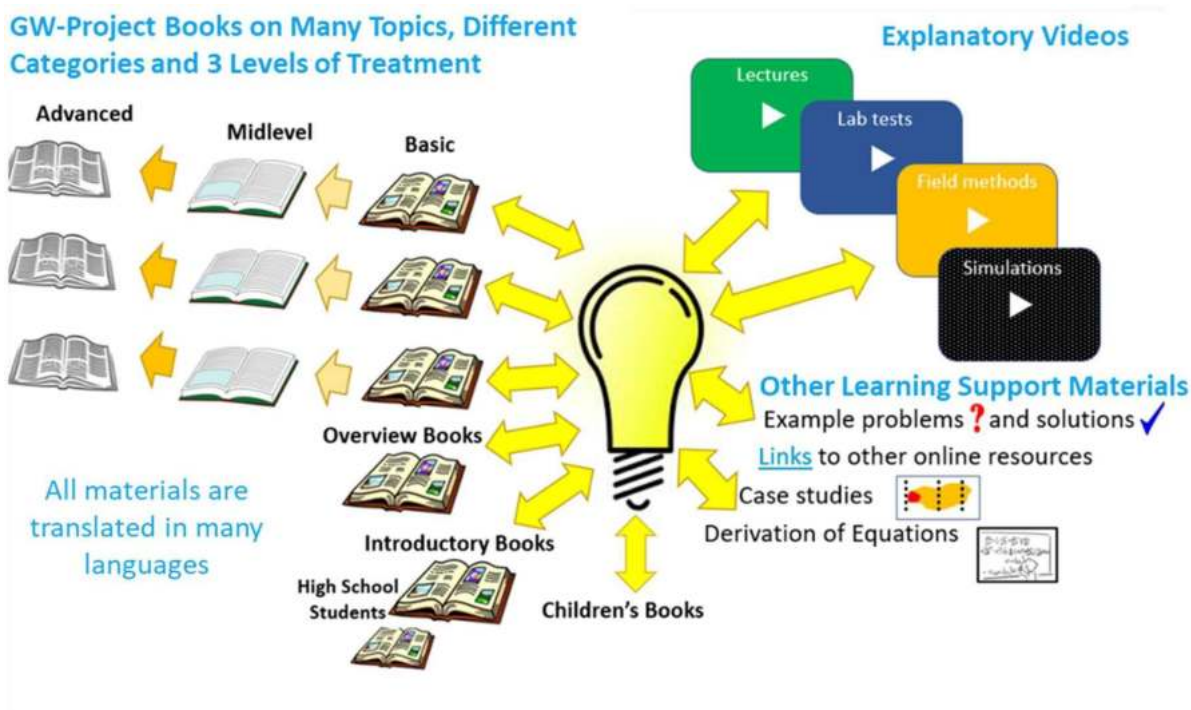 GW-Project Books on Many Topics, Different
Categories and 3 Levels of Treatment
Advanced
Midlevel
Basic
Overview Books
All materials are
translated in many
languages
Introductory Books
High School
Students
Children's Books
Explanatory Videos
Lectures
Lab tests
Field methods
Simulations
Other Learning Support Materials
Example problems ? and solutions ✓
Links to other online resources
Case studies
Derivation of Equations